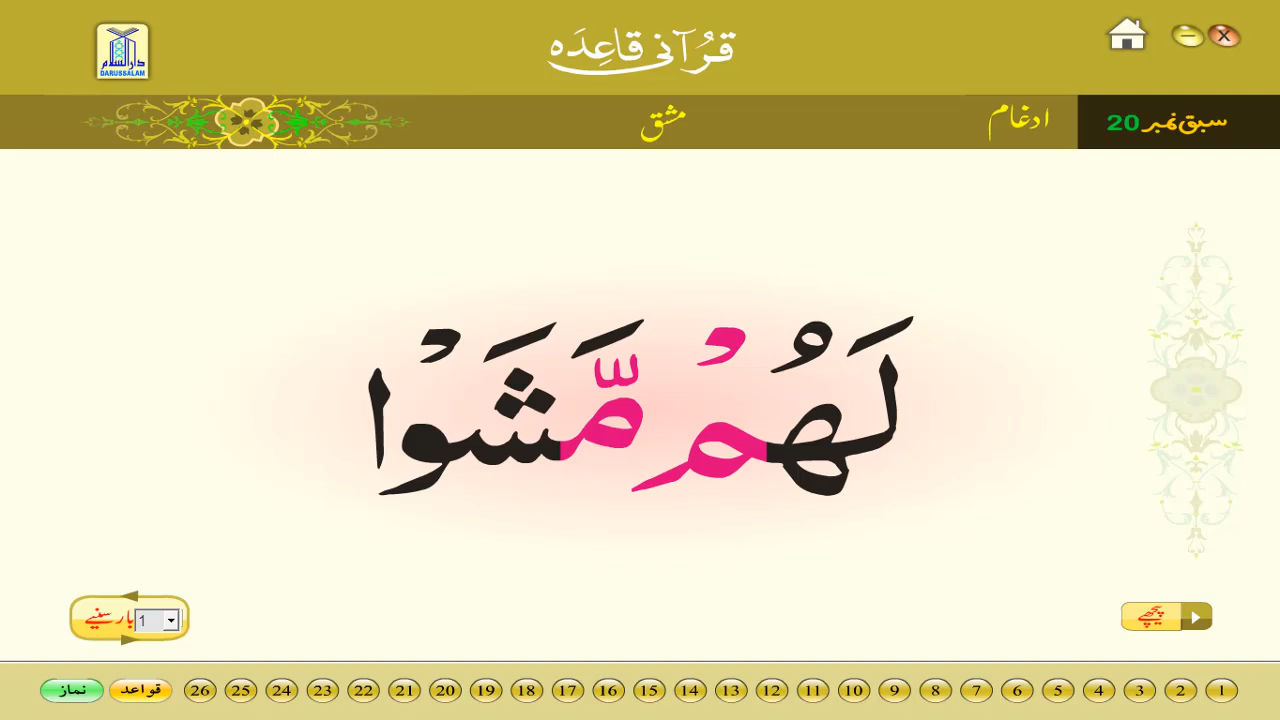 قرآنی قاعدہ
دارالسلام
DARUSSALAM
سبق نمبر 20
ادغام
مشق
لَهُمْ مَّشَوْا
پیچھے
1 بار سنیے
1 2 3 4 5 6 7 8 9 10 11 12 13 14 15 16 17 18 19 20 21 22 23 24 25 26 قواعد نماز